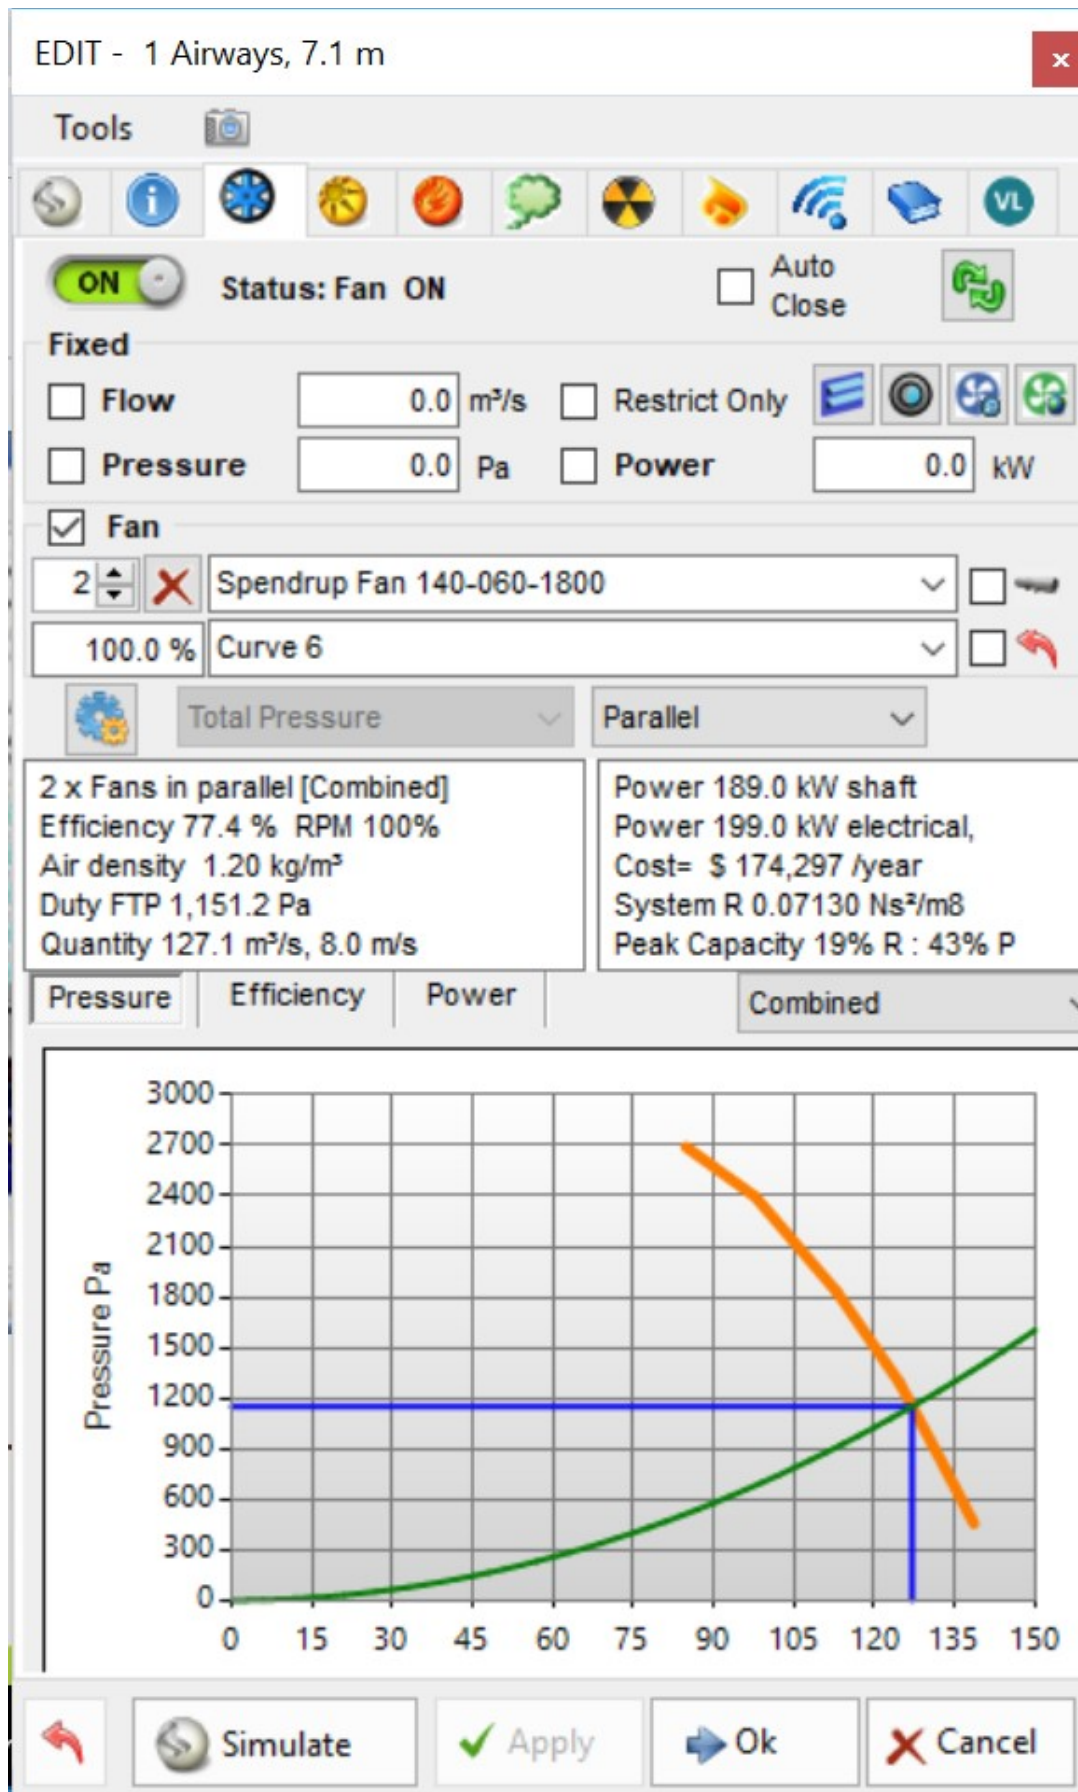 EDIT -  1 Airways, 7.1 m
x
Tools
i
VL
ON
Status: Fan  ON
Auto
Close
Fixed
Flow 0.0 m³/s Restrict Only
Pressure 0.0 Pa Power 0.0 kW
Fan
2 Spendrup Fan 140-060-1800
100.0 % Curve 6
Total Pressure Parallel
2 x Fans in parallel [Combined]
Efficiency 77.4 %  RPM 100%
Air density  1.20 kg/m³
Duty FTP 1,151.2 Pa
Quantity 127.1 m³/s, 8.0 m/s
Power 189.0 kW shaft
Power 199.0 kW electrical,
Cost=  $ 174,297 /year
System R 0.07130 Ns²/m8
Peak Capacity 19% R : 43% P
Pressure Efficiency Power Combined
Pressure Pa
3000
2700
2400
2100
1800
1500
1200
900
600
300
0
0 15 30 45 60 75 90 105 120 135 150
Simulate Apply Ok Cancel